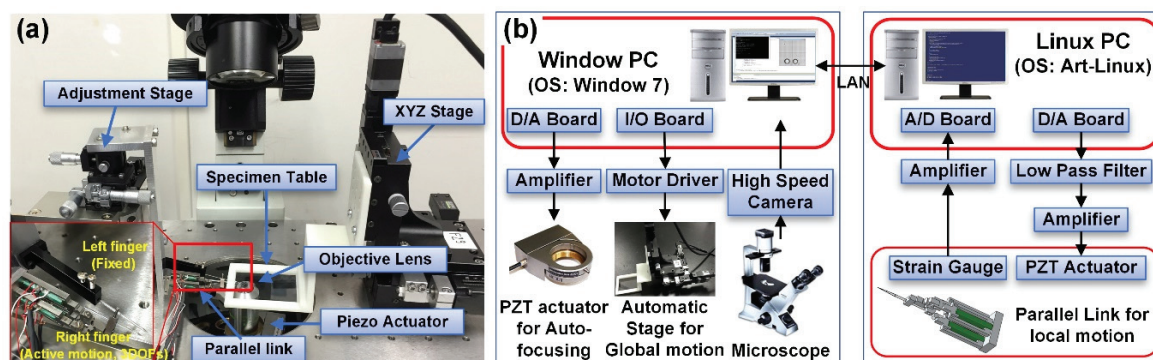 (a)
Adjustment Stage
XYZ Stage
Specimen Table
Left finger
(Fixed)
Objective Lens
Piezo Actuator
Right finger
(Active motion, 3DOFs)
Parallel link
(b)
Window PC
(OS: Window 7)
D/A Board
I/O Board
Amplifier
Motor Driver
High Speed
Camera
PZT actuator
for Auto-
focusing
Automatic
Stage for
Global motion
Microscope
LAN
Linux PC
(OS: Art-Linux)
A/D Board
D/A Board
Amplifier
Low Pass Filter
Amplifier
Strain Gauge
PZT Actuator
Parallel Link for
local motion